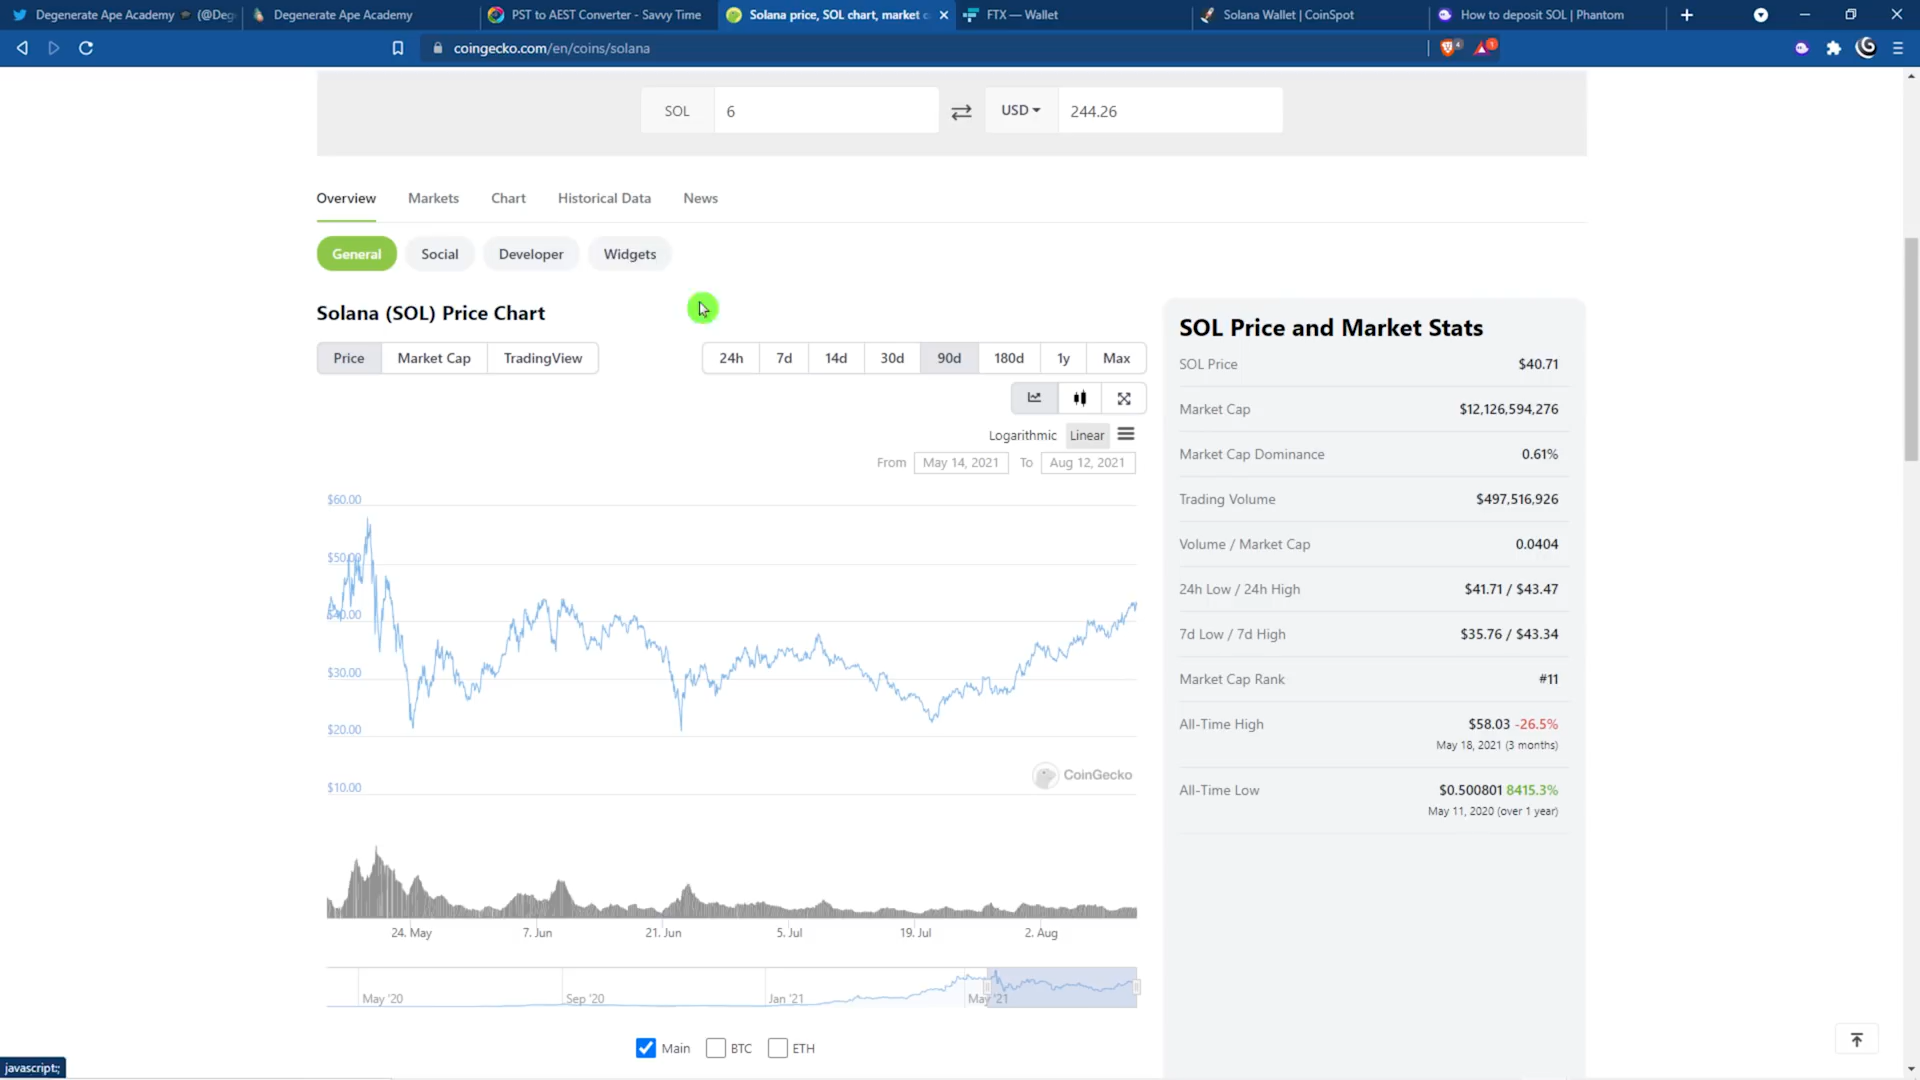 Degenerate Ape Academy 🎓 (@Deg
Degenerate Ape Academy
PST to AEST Converter - Savvy Time
Solana price, SOL chart, market c
FTX — Wallet
Solana Wallet | CoinSpot
How to deposit SOL | Phantom
coingecko.com/en/coins/solana
4
1
SOL
6
USD
244.26
Overview
Markets
Chart
Historical Data
News
General
Social
Developer
Widgets
Solana (SOL) Price Chart
Price
Market Cap
TradingView
24h
7d
14d
30d
90d
180d
1y
Max
Logarithmic
Linear
From
May 14, 2021
To
Aug 12, 2021
$60.00
$50.00
$40.00
$30.00
$20.00
$10.00
CoinGecko
24. May
7. Jun
21. Jun
5. Jul
19. Jul
2. Aug
May '20
Sep '20
Jan '21
May '21
Main
BTC
ETH
SOL Price and Market Stats
SOL Price $40.71
Market Cap $12,126,594,276
Market Cap Dominance 0.61%
Trading Volume $497,516,926
Volume / Market Cap 0.0404
24h Low / 24h High $41.71 / $43.47
7d Low / 7d High $35.76 / $43.34
Market Cap Rank #11
All-Time High $58.03 -26.5%
May 18, 2021 (3 months)
All-Time Low $0.500801 8415.3%
May 11, 2020 (over 1 year)
javascript:;